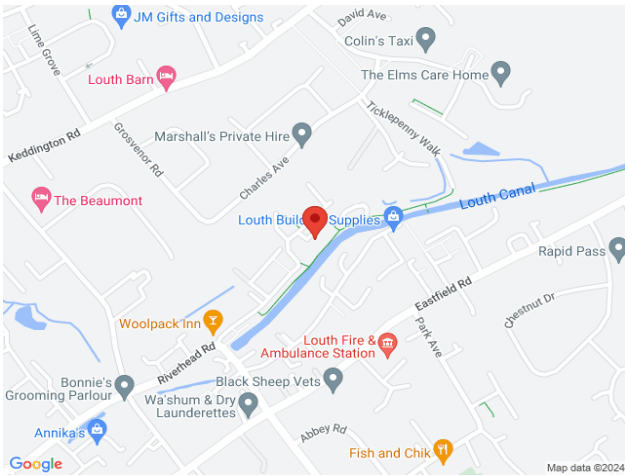 David Ave
JM Gifts and Designs
Lime Grove
Colin's Taxi
Louth Barn
The Elms Care Home
Ticklepenny Walk
Keddington Rd
Grosvenor Rd
Marshall's Private Hire
Charles Ave
The Beaumont
Louth Canal
Supplies
Rapid Pass
Eastfield Rd
Chestnut Dr
Woolpack Inn
Park Ave
Louth Fire &
Ambulance Station
Riverhead Rd
Bonnie's
Grooming Parlour
Black Sheep Vets
Wa'shum & Dry
Launderettes
Annika's
Abbey Rd
Fish and Chik
Google
Map data ©2024